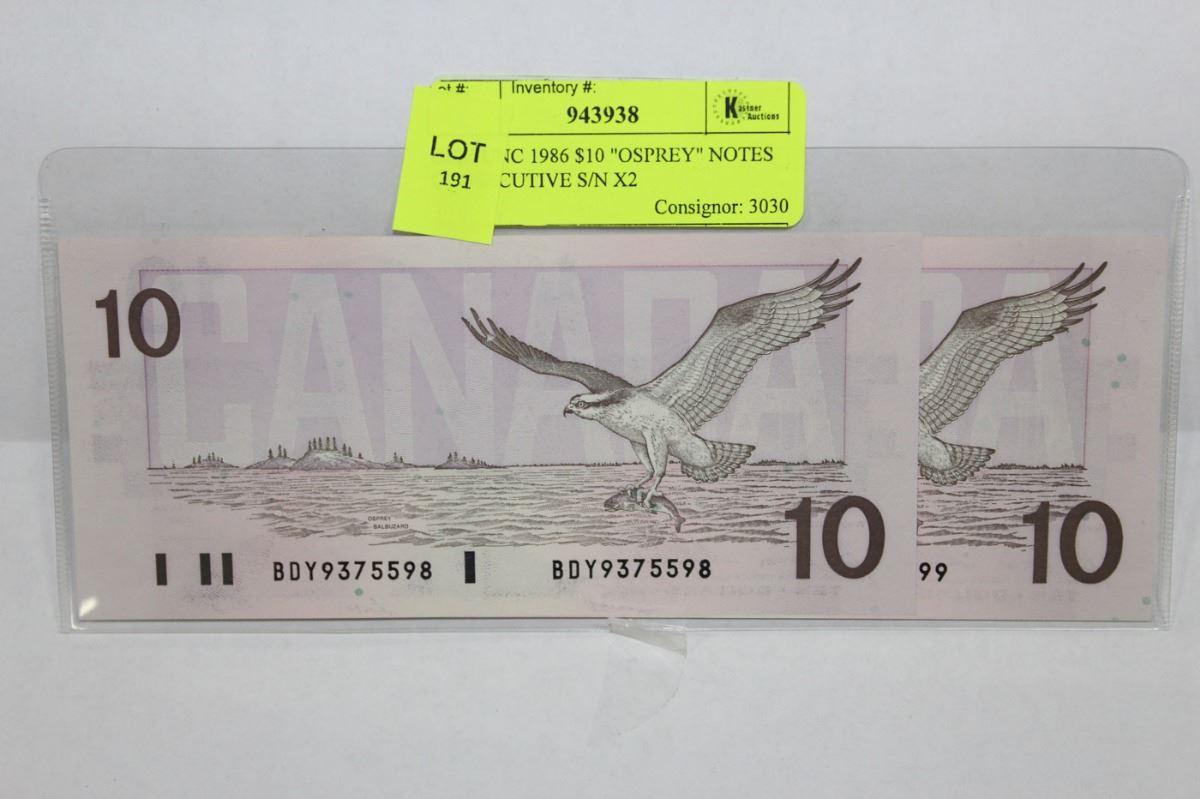 Inventory #:
943938
Kastner
Auctions
LOT
191
NC 1986 $10 "OSPREY" NOTES
CUTIVE S/N X2
Consignor: 3030
CANADA
10
OSPREY
BALBUZARD
BDY9375598
BDY9375598
10
99
10